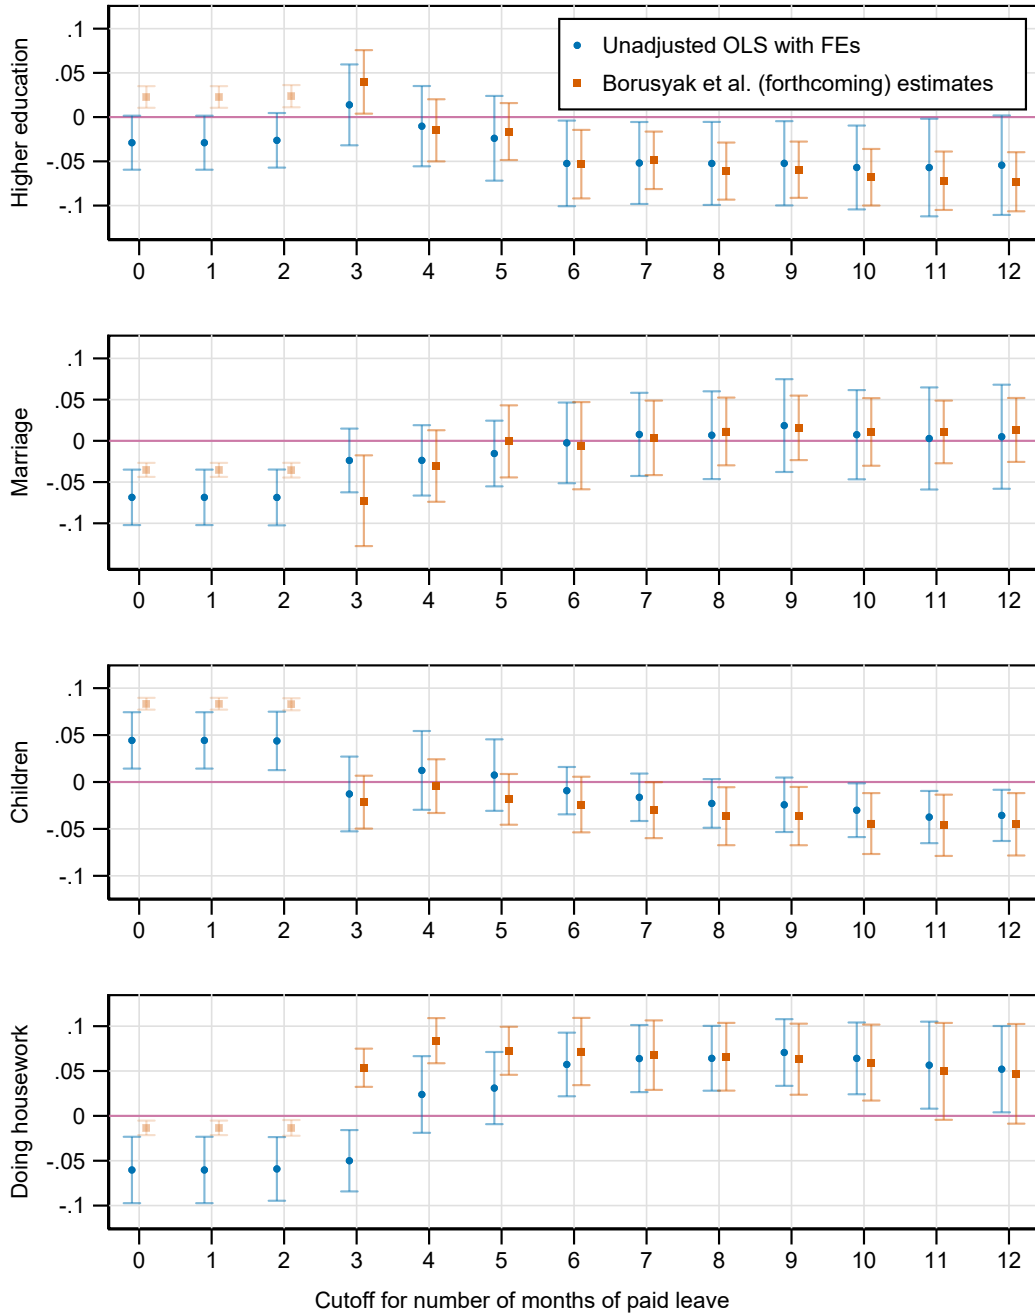 Higher education
.1
.05
0
-.05
-.1
Unadjusted OLS with FEs
Borusyak et al. (forthcoming) estimates
0 1 2 3 4 5 6 7 8 9 10 11 12
Marriage
.1
.05
0
-.05
-.1
0 1 2 3 4 5 6 7 8 9 10 11 12
Children
.1
.05
0
-.05
-.1
0 1 2 3 4 5 6 7 8 9 10 11 12
Doing housework
.1
.05
0
-.05
-.1
0 1 2 3 4 5 6 7 8 9 10 11 12
Cutoff for number of months of paid leave